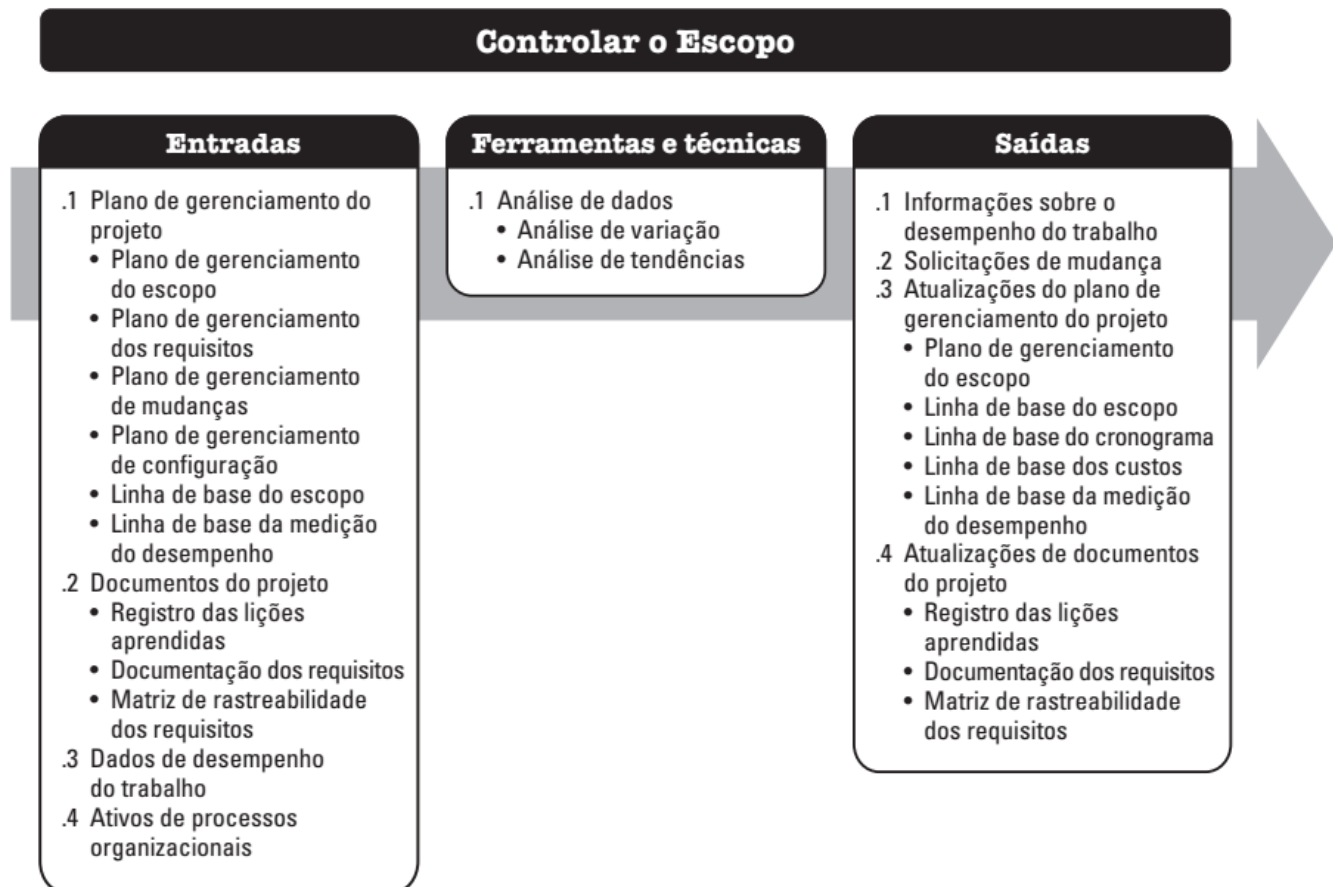 Controlar o Escopo
Entradas
.1 Plano de gerenciamento do
projeto
• Plano de gerenciamento
do escopo
• Plano de gerenciamento
dos requisitos
• Plano de gerenciamento
de mudanças
• Plano de gerenciamento
de configuração
• Linha de base do escopo
• Linha de base da medição
do desempenho
.2 Documentos do projeto
• Registro das lições
aprendidas
• Documentação dos requisitos
• Matriz de rastreabilidade
dos requisitos
.3 Dados de desempenho
do trabalho
.4 Ativos de processos
organizacionais
Ferramentas e técnicas
.1 Análise de dados
• Análise de variação
• Análise de tendências
Saídas
.1 Informações sobre o
desempenho do trabalho
.2 Solicitações de mudança
.3 Atualizações do plano de
gerenciamento do projeto
• Plano de gerenciamento
do escopo
• Linha de base do escopo
• Linha de base do cronograma
• Linha de base dos custos
• Linha de base da medição
do desempenho
.4 Atualizações de documentos
do projeto
• Registro das lições
aprendidas
• Documentação dos requisitos
• Matriz de rastreabilidade
dos requisitos